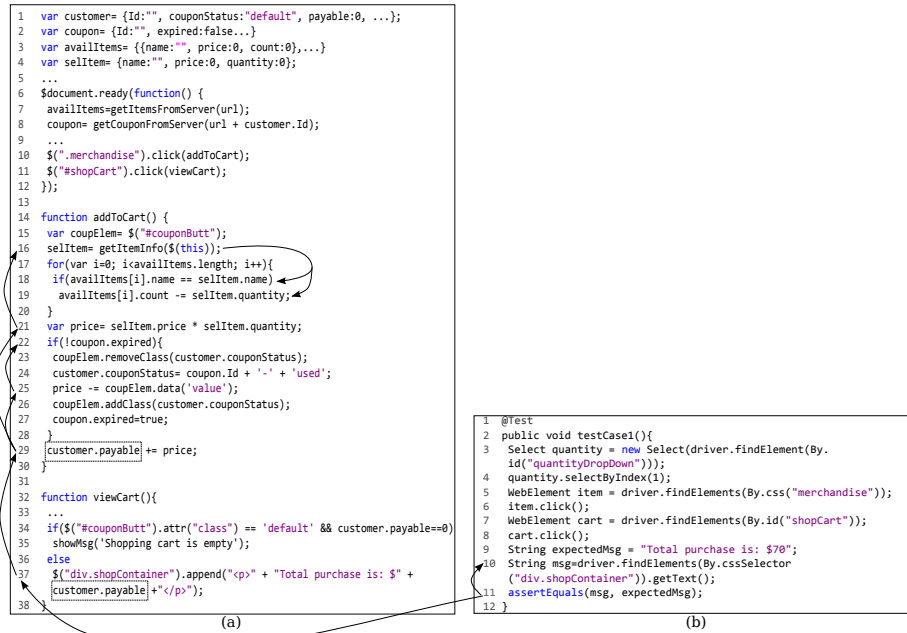 1 var customer= {Id:"", couponStatus:"default", payable:0, ...};
2 var coupon= {Id:"", expired:false...}
3 var availItems= {{name:"", price:0, count:0},...}
4 var selItem= {name:"", price:0, quantity:0};
5 ...
6 $document.ready(function() {
7 availItems=getItemsFromServer(url);
8 coupon= getCouponFromServer(url + customer.Id);
9 ...
10 $(".merchandise").click(addToCart);
11 $("#shopCart").click(viewCart);
12 });
13
14 function addToCart() {
15 var coupElem= $("#couponButt");
16 selItem= getItemInfo($(this));
17 for(var i=0; i<availItems.length; i++){
18 if(availItems[i].name == selItem.name)
19 availItems[i].count -= selItem.quantity;
20 }
21 var price= selItem.price * selItem.quantity;
22 if(!coupon.expired){
23 coupElem.removeClass(customer.couponStatus);
24 customer.couponStatus= coupon.Id + '-' + 'used';
25 price -= coupElem.data('value');
26 coupElem.addClass(customer.couponStatus);
27 coupon.expired=true;
28 }
29 customer.payable += price;
30 }
31
32 function viewCart(){
33 ...
34 if($("#couponButt").attr("class") == 'default' && customer.payable==0)
35 showMsg('Shopping cart is empty');
36 else
37 $("div.shopContainer").append("<p>" + "Total purchase is: $" +
customer.payable +"</p>");
38 }
(a)
1 @Test
2 public void testCase1(){
3 Select quantity = new Select(driver.findElement(By.
id("quantityDropDown")));
4 quantity.selectByIndex(1);
5 WebElement item = driver.findElements(By.css("merchandise"));
6 item.click();
7 WebElement cart = driver.findElements(By.id("shopCart"));
8 cart.click();
9 String expectedMsg = "Total purchase is: $70";
10 String msg=driver.findElements(By.cssSelector
("div.shopContainer")).getText();
11 assertEquals(msg, expectedMsg);
12 }
(b)